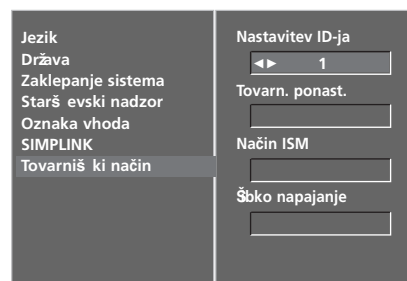 Jezik
Država
Zaklepanje sistema
Starš evski nadzor
Oznaka vhoda
SIMPLINK
Tovarniš ki način
Nastavitev ID-ja
◄► 1
Tovarn. ponast.
Način ISM
Šibko napajanje